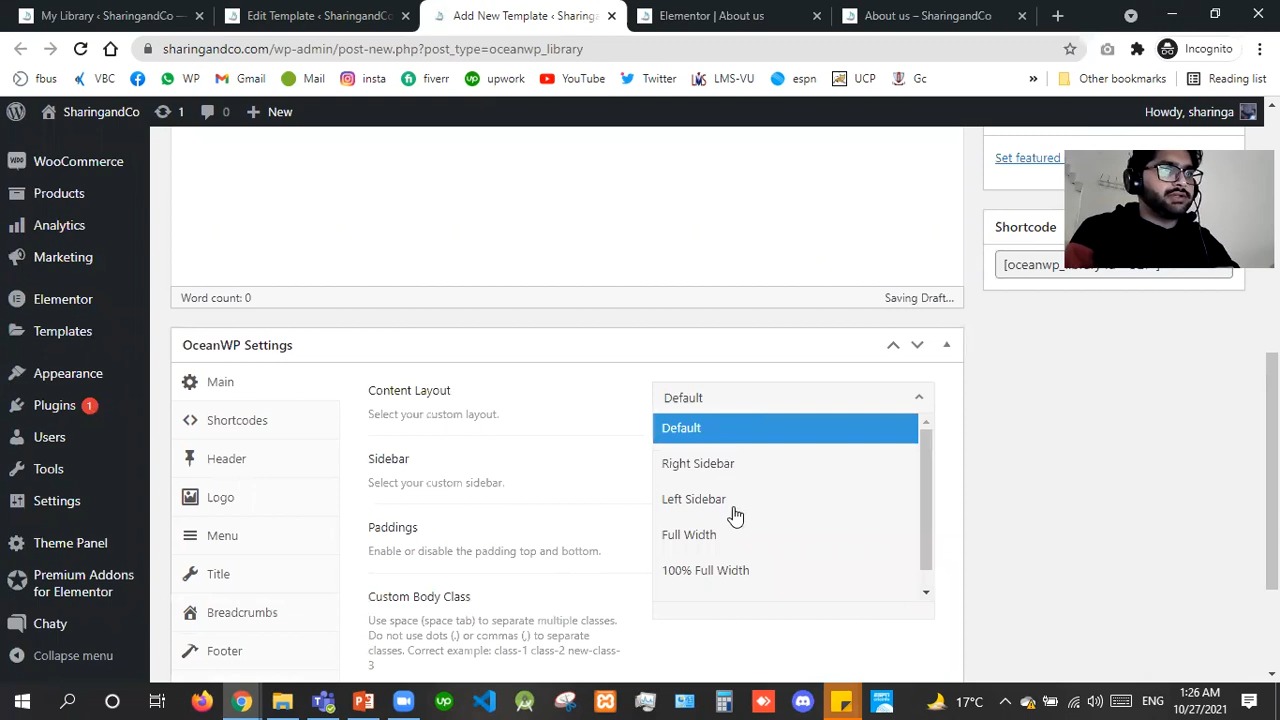 My Library ‹ SharingandCo —
Edit Template ‹ SharingandCo
Add New Template ‹ Sharing
Elementor | About us
About us – SharingandCo
sharingandco.com/wp-admin/post-new.php?post_type=oceanwp_library
Incognito
fbus
VBC
WP
Gmail
Mail
insta
fiverr
upwork
YouTube
Twitter
LMS-VU
espn
UCP
Gc
»
Other bookmarks
Reading list
SharingandCo
1
0
New
Howdy, sharinga
WooCommerce
Products
Analytics
Marketing
Elementor
Templates
Appearance
Plugins 1
Users
Tools
Settings
Theme Panel
Premium Addons
for Elementor
Chaty
Collapse menu
Set featured
Shortcode
Word count: 0
Saving Draft...
OceanWP Settings
Main
Shortcodes
Header
Logo
Menu
Title
Breadcrumbs
Footer
Content Layout
Select your custom layout.
Sidebar
Select your custom sidebar.
Paddings
Enable or disable the padding top and bottom.
Custom Body Class
Use space (space tab) to separate multiple classes.
Do not use dots (.) or commas (,) to separate
classes. Correct example: class-1 class-2 new-class-
3
Default
Default
Right Sidebar
Left Sidebar
Full Width
100% Full Width
17°C
ENG
1:26 AM
10/27/2021